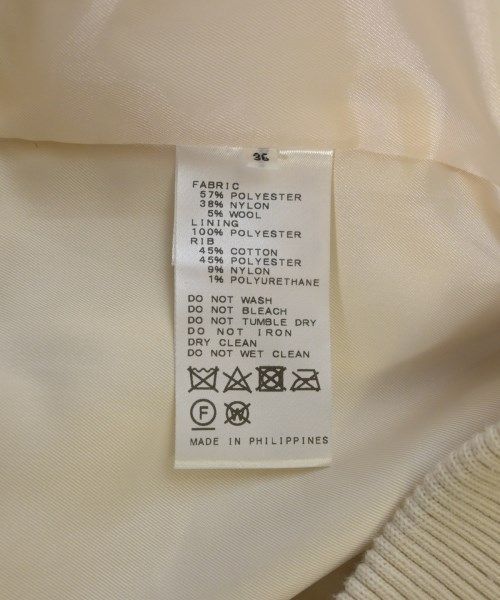 36
FABRIC
57% POLYESTER
38% NYLON
5% WOOL
LINING
100% POLYESTER
RIB
45% COTTON
45% POLYESTER
9% NYLON
1% POLYURETHANE
DO NOT WASH
DO NOT BLEACH
DO NOT TUMBLE DRY
DO NOT IRON
DRY CLEAN
DO NOT WET CLEAN
F W
MADE IN PHILIPPINES